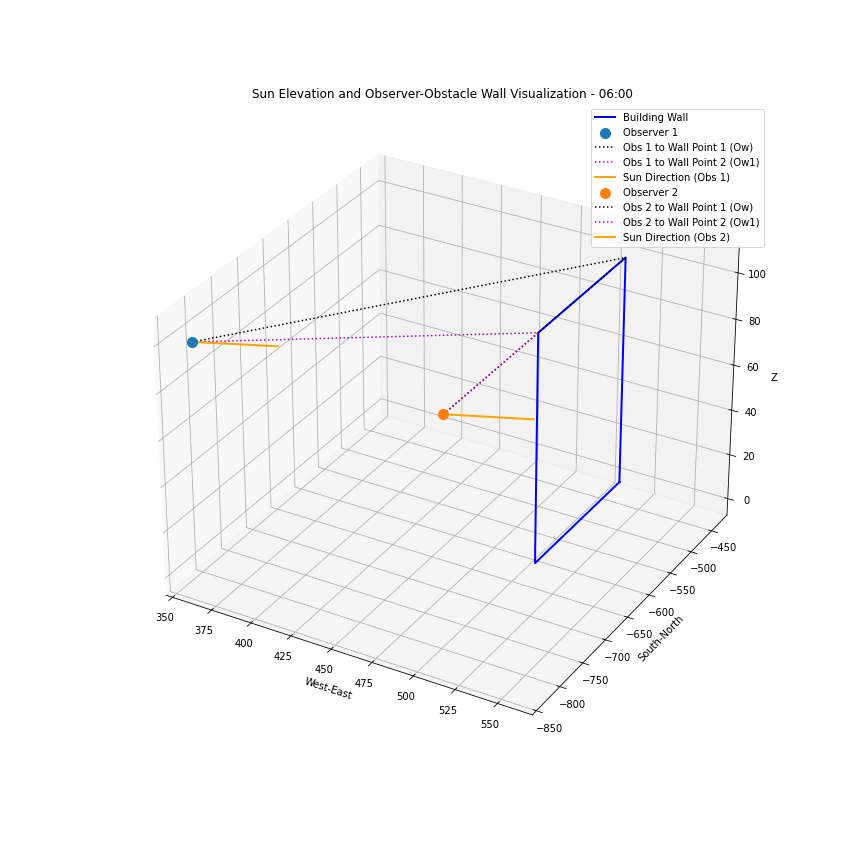 Sun Elevation and Observer-Obstacle Wall Visualization - 06:00
Building Wall
Observer 1
Obs 1 to Wall Point 1 (Ow)
Obs 1 to Wall Point 2 (Ow1)
Sun Direction (Obs 1)
Observer 2
Obs 2 to Wall Point 1 (Ow)
Obs 2 to Wall Point 2 (Ow1)
Sun Direction (Obs 2)
100
80
60
40
20
0
Z
−450
−500
−550
−600
−650
−700
−750
−800
−850
South-North
350
375
400
425
450
475
500
525
550
West-East